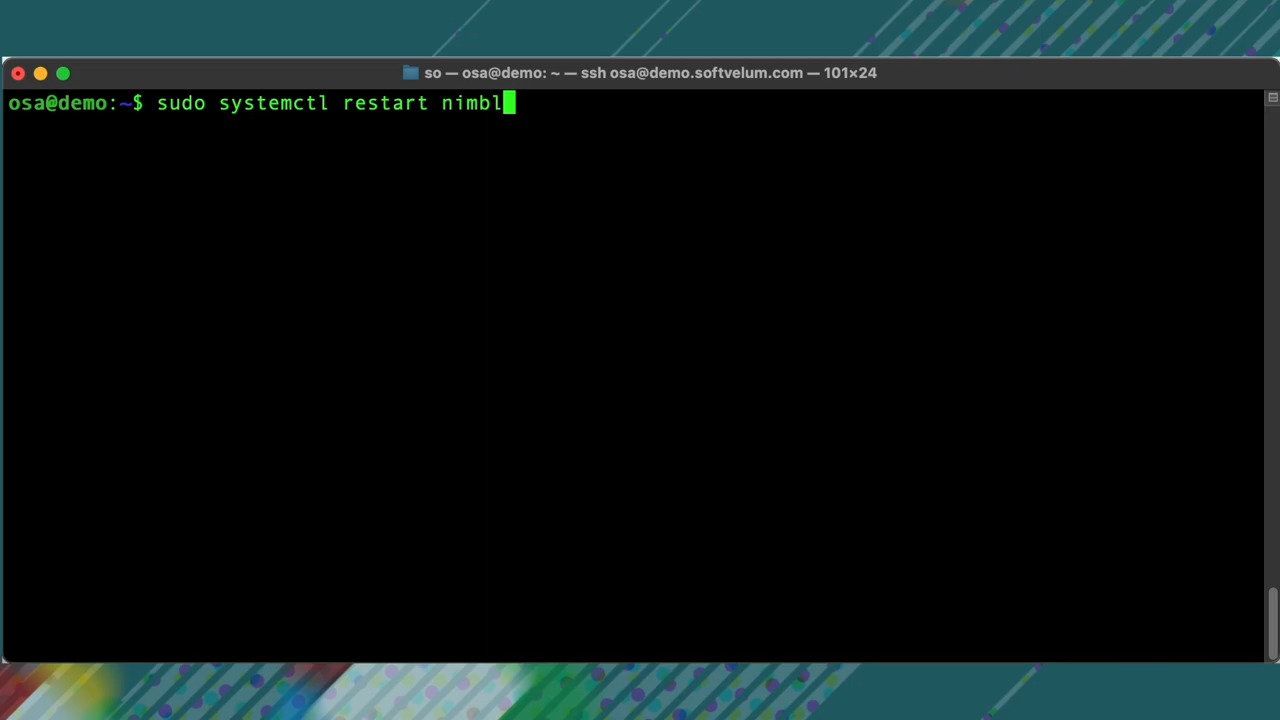 so — osa@demo: ~ — ssh osa@demo.softvelum.com — 101×24
osa@demo:~$ sudo systemctl restart nimbl